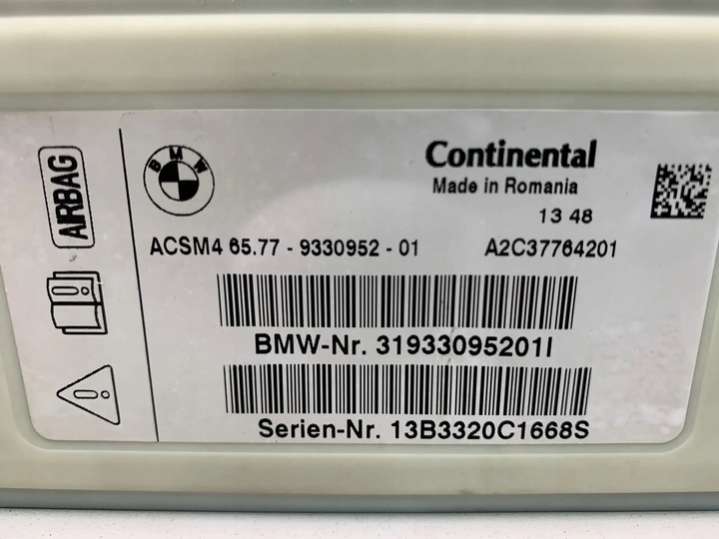 AIRBAG
BMW
Continental
Made in Romania
13 48
ACSM4 65.77 - 9330952 - 01 A2C37764201
BMW-Nr. 31933095201I
Serien-Nr. 13B3320C1668S